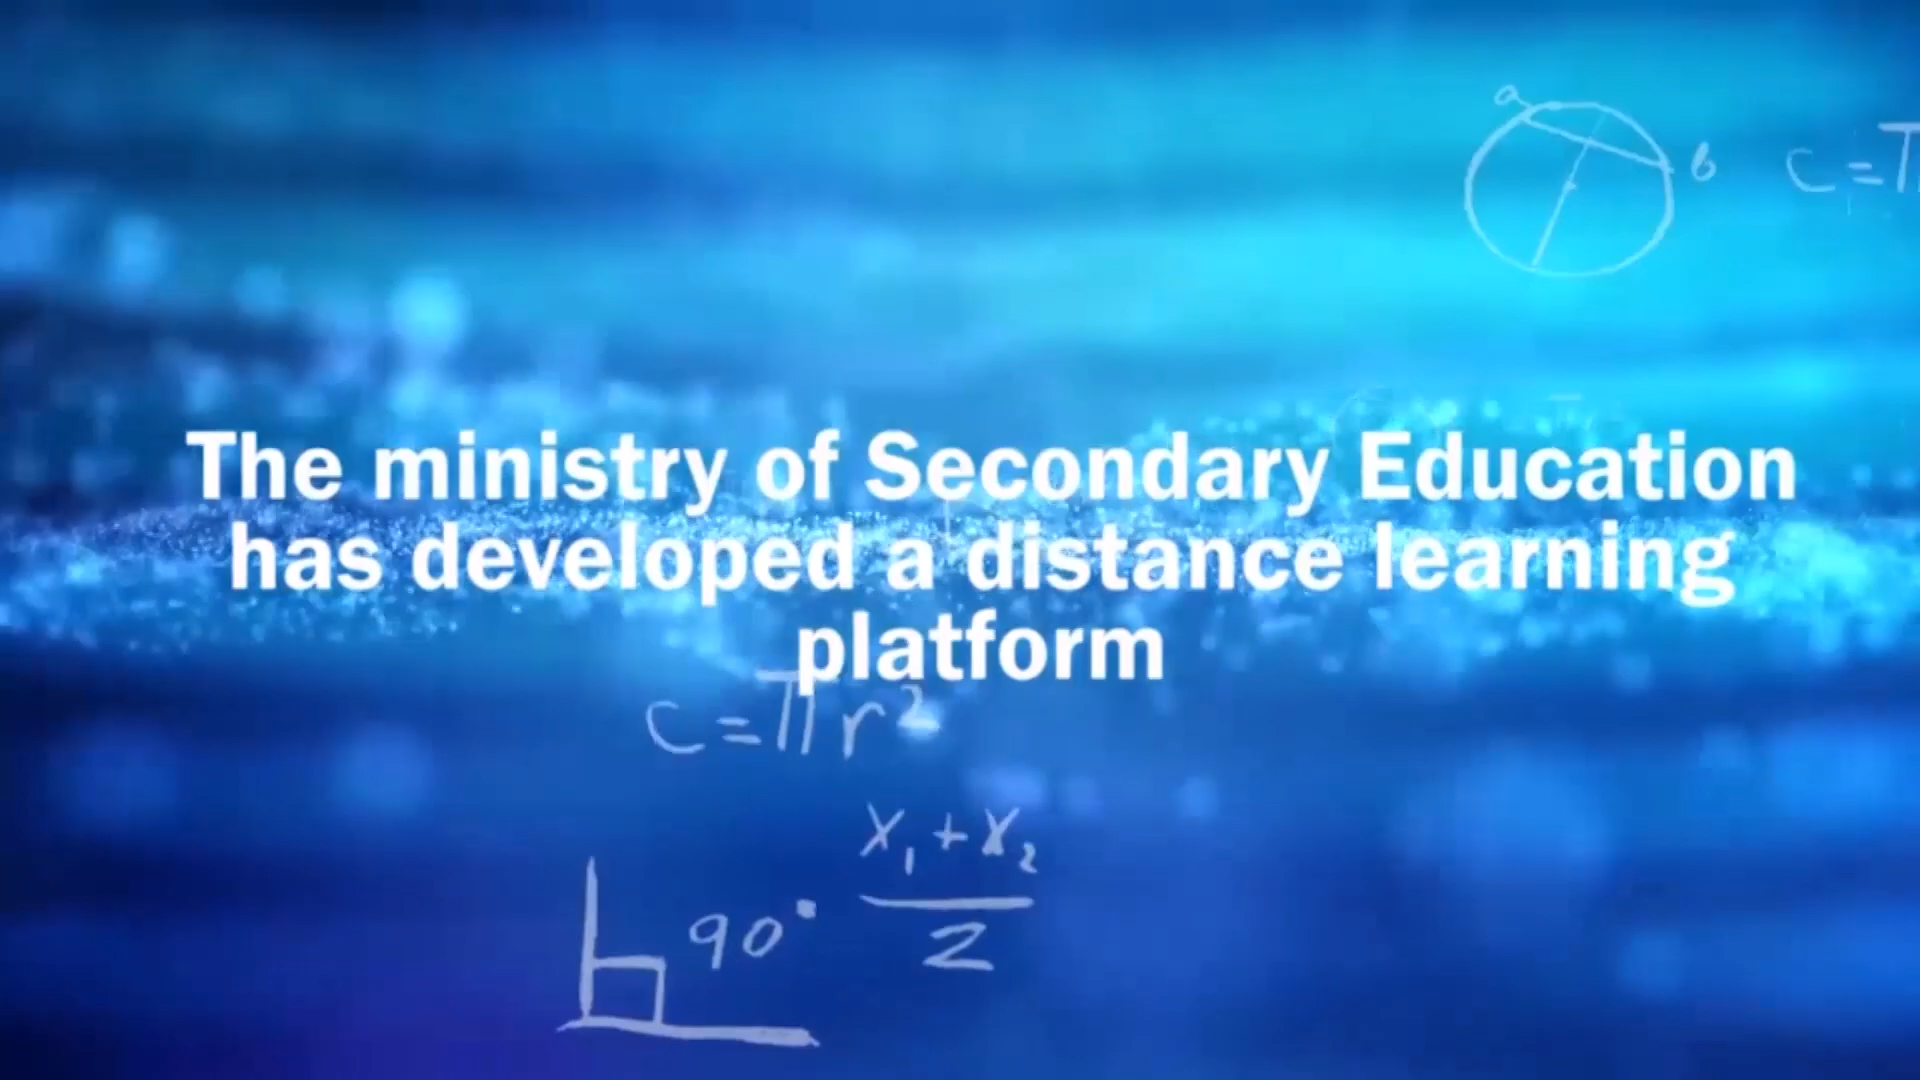 a
b
c=π
The ministry of Secondary Education
has developed a distance learning
platform
c=πr²
x₁+x₂
2
90°